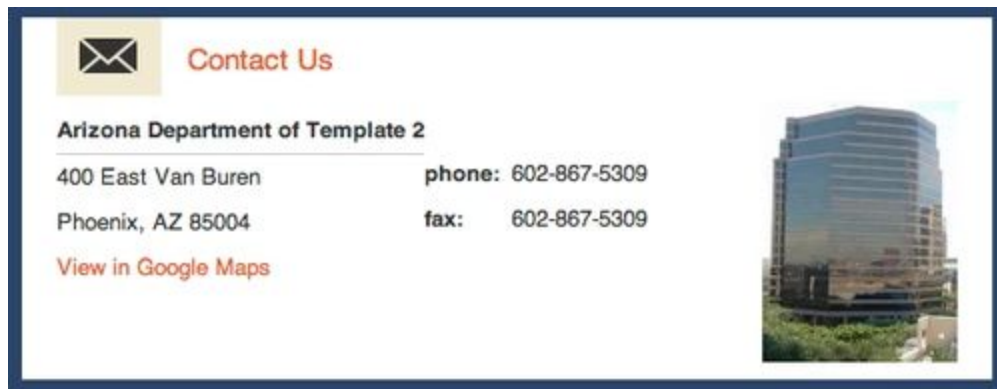 Contact Us
Arizona Department of Template 2
400 East Van Buren
phone: 602-867-5309
Phoenix, AZ 85004
fax: 602-867-5309
View in Google Maps